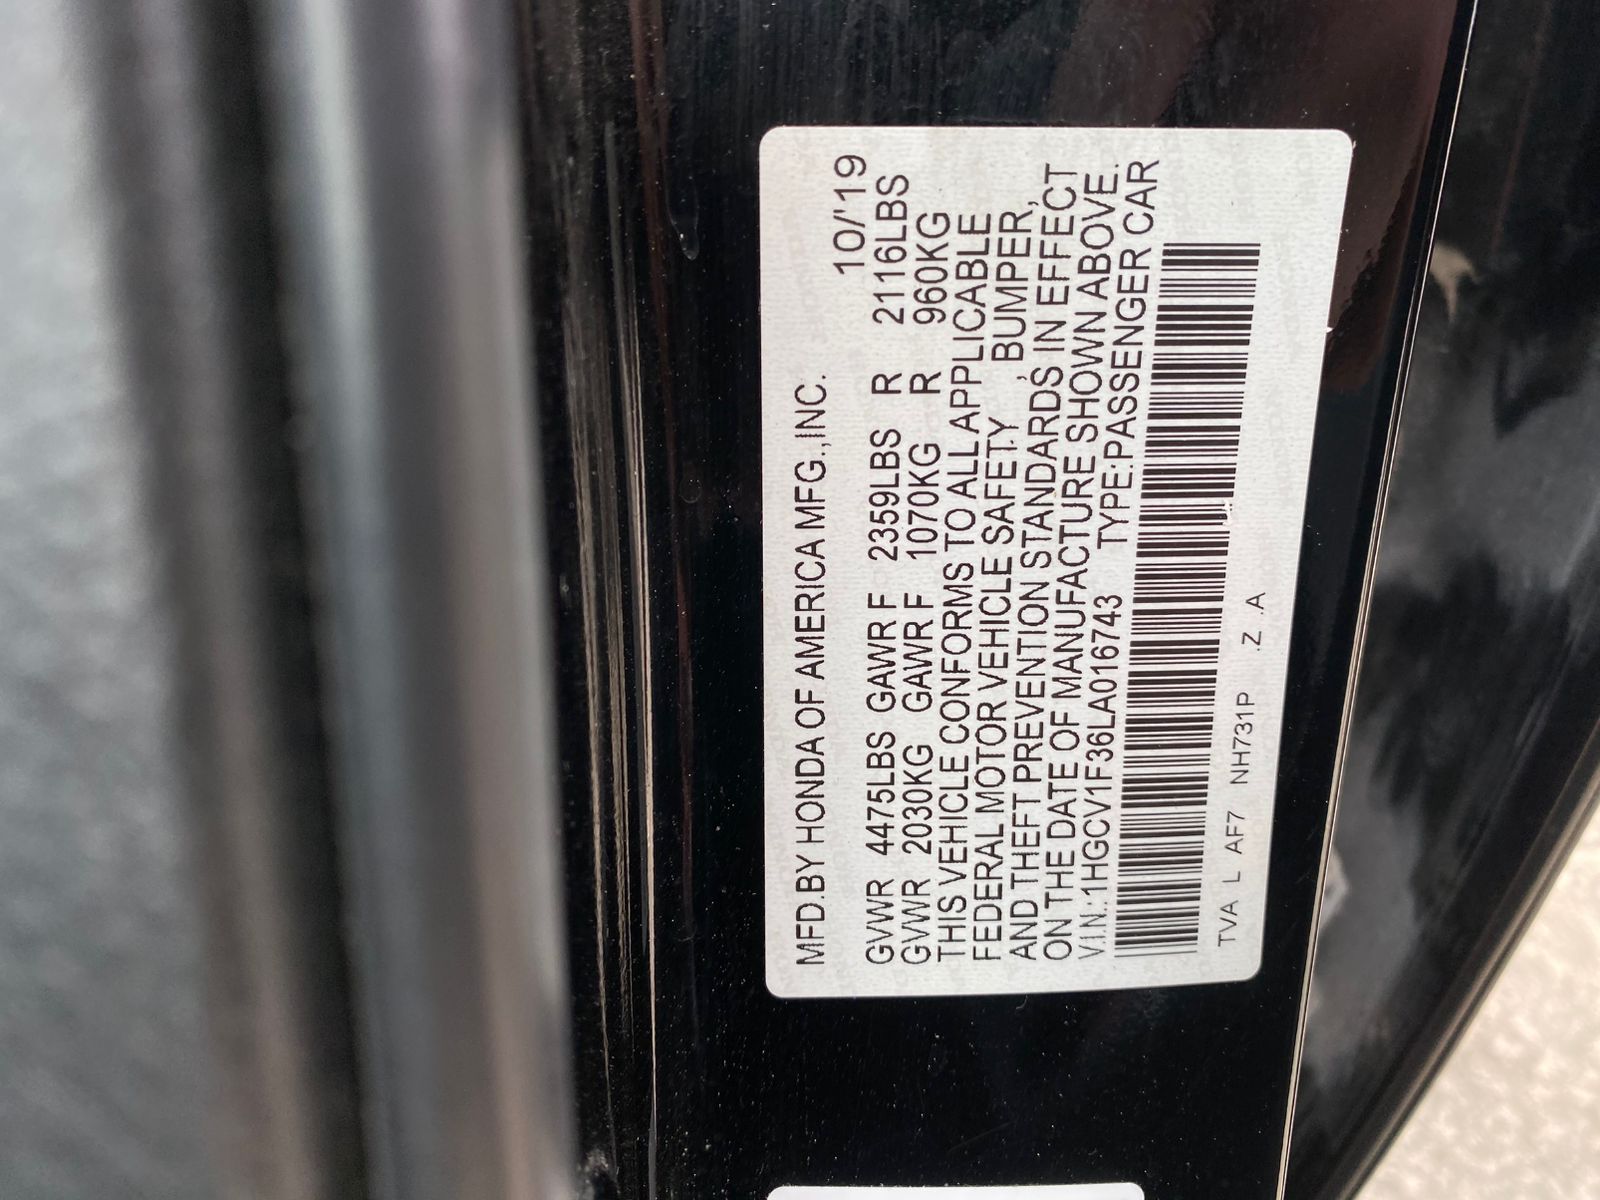 MFD.BY HONDA OF AMERICA MFG.,INC. 10/'19
GVWR 4475LBS GAWR F 2359LBS R 2116LBS
GVWR 2030KG GAWR F 1070KG R 960KG
THIS VEHICLE CONFORMS TO ALL APPLICABLE
FEDERAL MOTOR VEHICLE SAFETY, BUMPER,
AND THEFT PREVENTION STANDARDS IN EFFECT
ON THE DATE OF MANUFACTURE SHOWN ABOVE.
V.I.N.:1HGCV1F36LA016743 TYPE:PASSENGER CAR
TVA L AF7 NH731P .Z .A